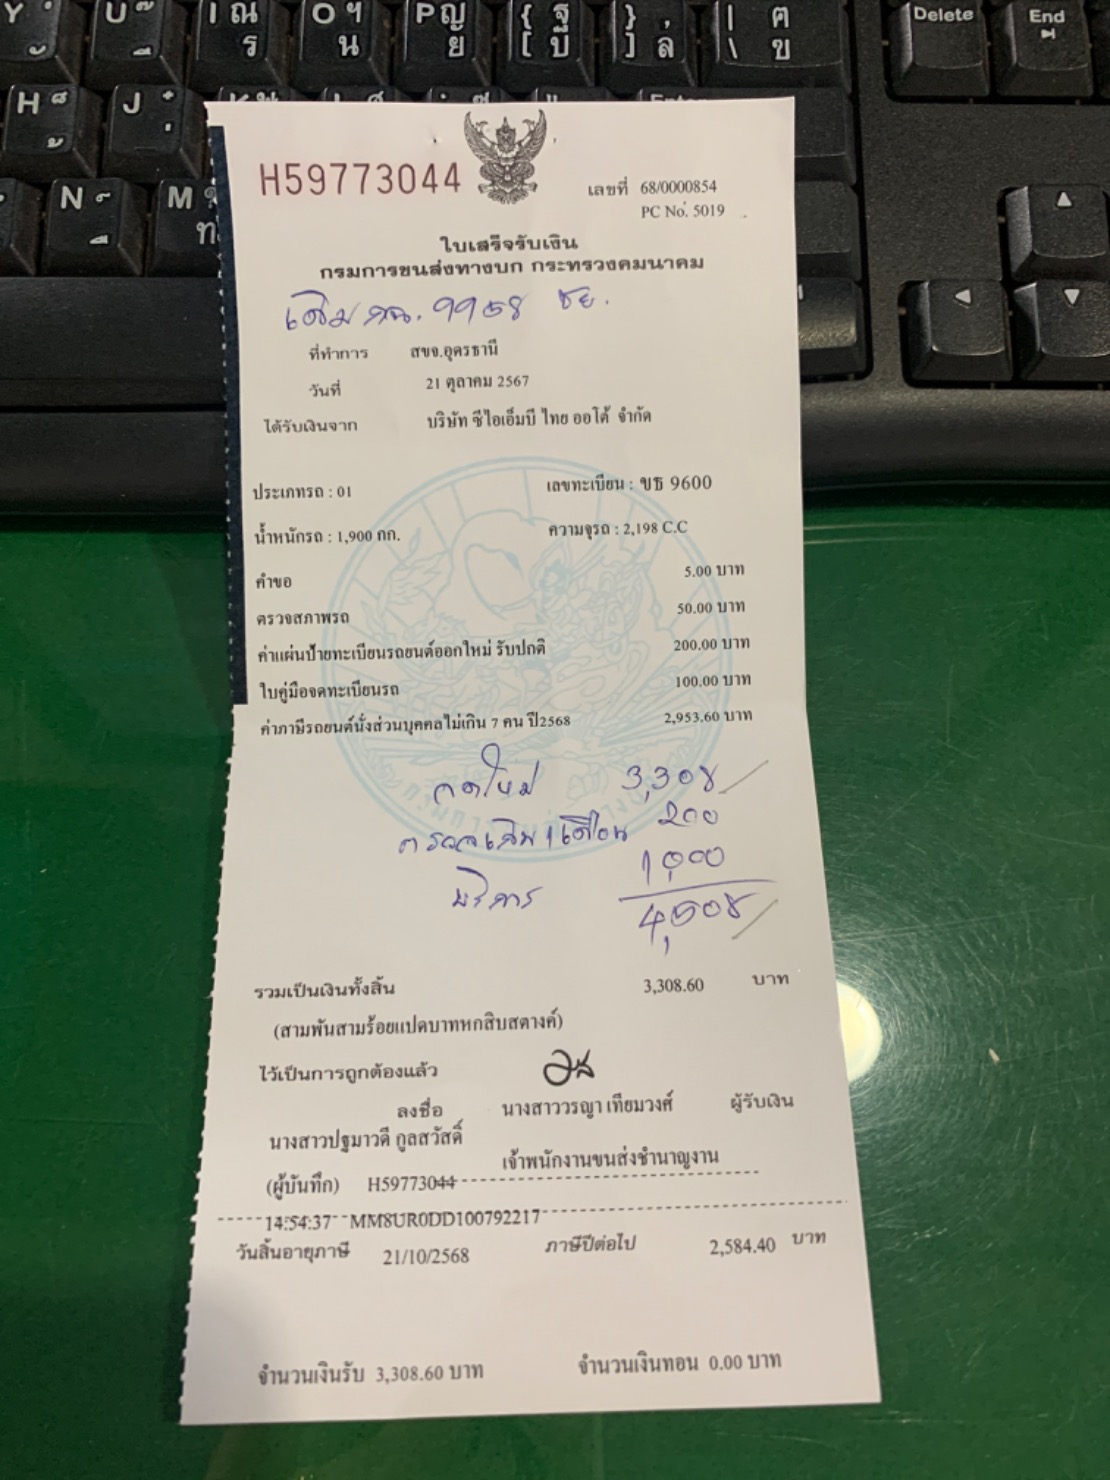 H59773044
เลขที่ 68/0000854
PC No. 5019
ใบเสร็จรับเงิน
กรมการขนส่งทางบก กระทรวงคมนาคม
เดิม กฉ. 9958 ชย.
ที่ทำการ สขจ.อุดรธานี
วันที่ 21 ตุลาคม 2567
ได้รับเงินจาก บริษัท ซีไอเอ็มบี ไทย ออโต้ จำกัด
ประเภทรถ : 01 เลขทะเบียน : ขธ 9600
น้ำหนักรถ : 1,900 กก. ความจุรถ : 2,198 C.C
คำขอ 5.00 บาท
ตรวจสภาพรถ 50.00 บาท
ค่าแผ่นป้ายทะเบียนรถยนต์ออกใหม่ รับปกติ 200.00 บาท
ใบคู่มือจดทะเบียนรถ 100.00 บาท
ค่าภาษีรถยนต์นั่งส่วนบุคคลไม่เกิน 7 คน ปี2568 2,953.60 บาท
จดใหม่ 3,308
200
บริการ 1,000
4,508
รวมเป็นเงินทั้งสิ้น 3,308.60 บาท
(สามพันสามร้อยแปดบาทหกสิบสตางค์)
ไว้เป็นการถูกต้องแล้ว
ลงชื่อ นางสาววรญา เทียมวงศ์ ผู้รับเงิน
นางสาวปฐมาวดี กูลสวัสดิ์
เจ้าพนักงานขนส่งชำนาญงาน
(ผู้บันทึก) H59773044
14:54:37 MM8UR0DD100792217
วันสิ้นอายุภาษี 21/10/2568 ภาษีปีต่อไป 2,584.40 บาท
จำนวนเงินรับ 3,308.60 บาท จำนวนเงินทอน 0.00 บาท